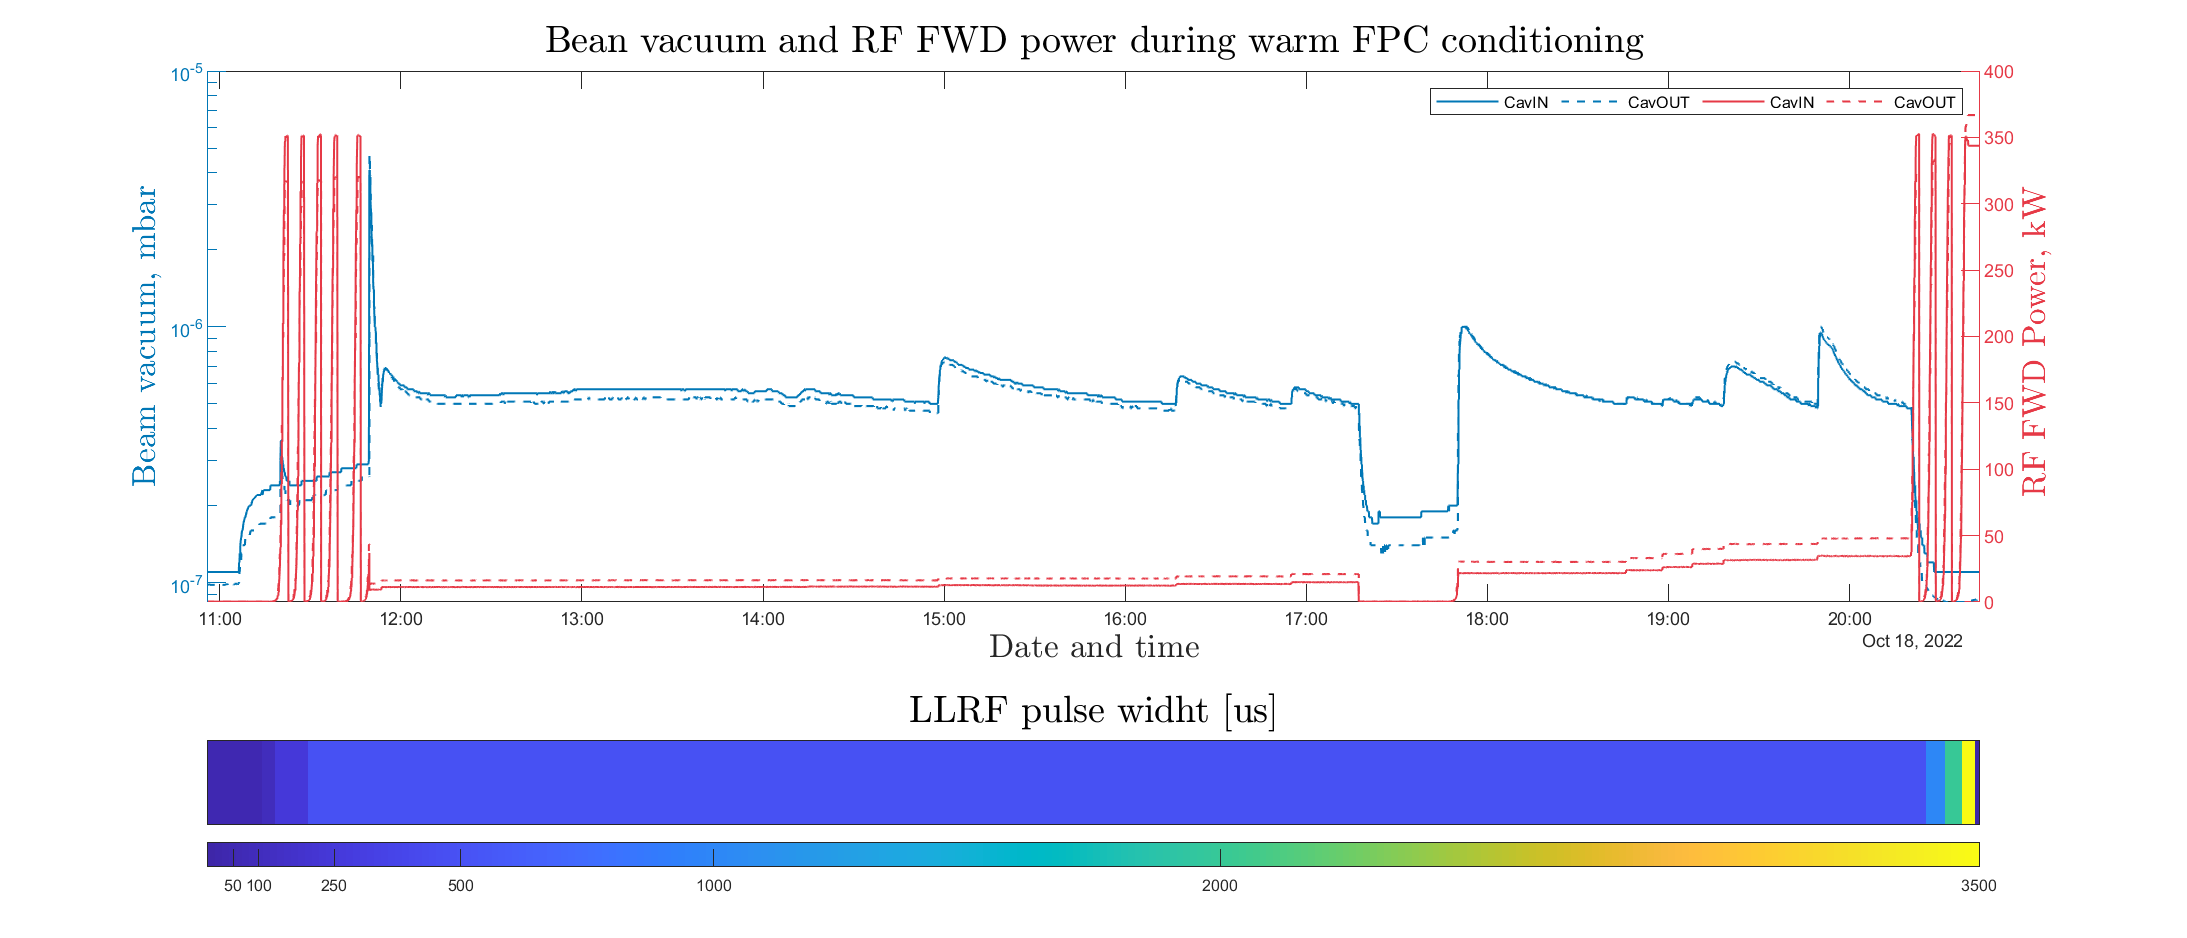 Bean vacuum and RF FWD power during warm FPC conditioning
CavIN CavOUT CavIN CavOUT
Beam vacuum, mbar
10-5
10-6
10-7
RF FWD Power, kW
400
350
300
250
200
150
100
50
0
11:00 12:00 13:00 14:00 15:00 16:00 17:00 18:00 19:00 20:00
Oct 18, 2022
Date and time
LLRF pulse widht [us]
50 100 250 500 1000 2000 3500